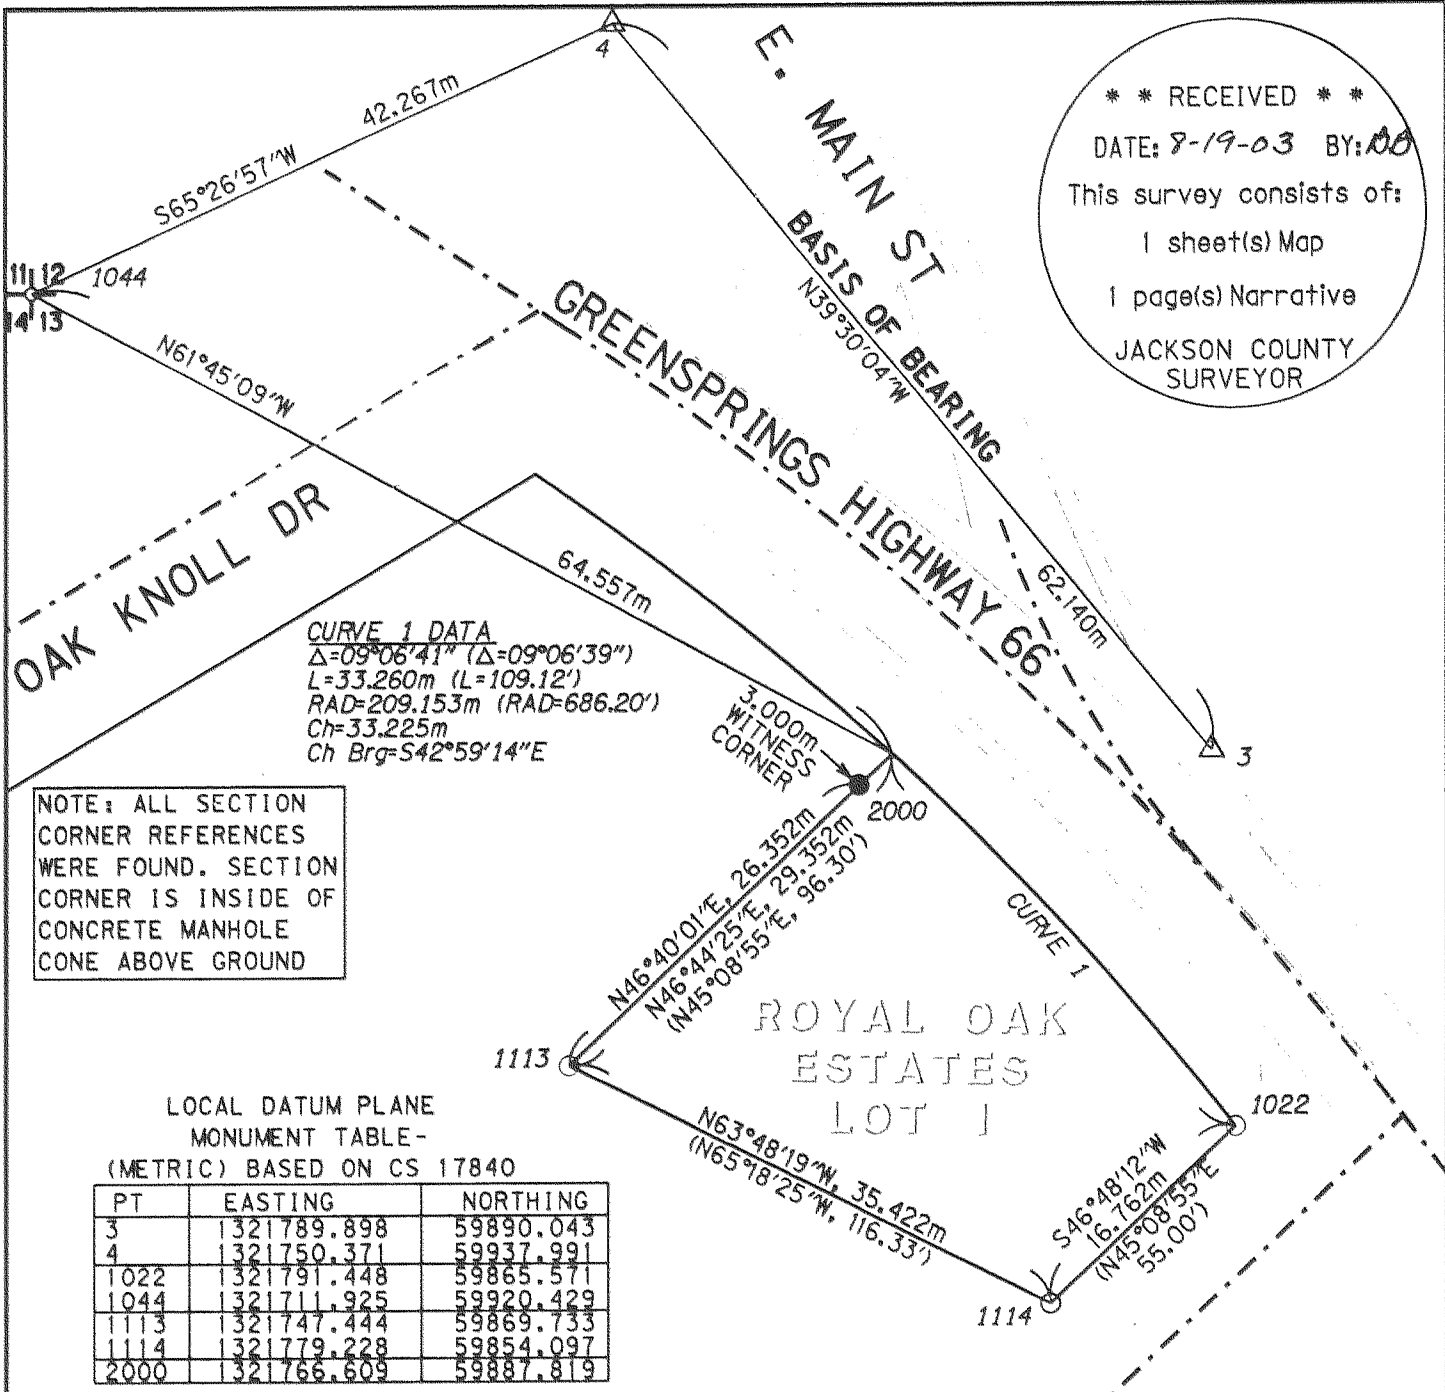 4
42.267m
S65°26'57"W
11 12
14 13
1044
N61°45'09"W
64.557m
E. MAIN ST
BASIS OF BEARING
N39°30'04"W
62.140m
3
GREENSPRINGS HIGHWAY 66
OAK KNOLL DR
* * RECEIVED * *
DATE: 8-19-03 BY:
This survey consists of:
1 sheet(s) Map
1 page(s) Narrative
JACKSON COUNTY
SURVEYOR
CURVE 1 DATA
Δ=09°06'41" (Δ=09°06'39")
L=33.260m (L=109.12')
RAD=209.153m (RAD=686.20')
Ch=33.225m
Ch Brg=S42°59'14"E
3.000m
WITNESS
CORNER
2000
NOTE: ALL SECTION
CORNER REFERENCES
WERE FOUND. SECTION
CORNER IS INSIDE OF
CONCRETE MANHOLE
CONE ABOVE GROUND
N46°40'01"E, 26.352m
N46°44'25"E, 29.352m
(N45°08'55"E, 96.30')
CURVE 1
ROYAL OAK
ESTATES
LOT 1
1113
1022
N63°48'19"W, 35.422m
(N65°18'25"W, 116.33')
S46°48'12"W
16.762m
(N45°08'55"E
55.00')
1114
LOCAL DATUM PLANE
MONUMENT TABLE-
(METRIC) BASED ON CS 17840
PT EASTING NORTHING
3 1321789.898 59890.043
4 1321750.371 59937.991
1022 1321791.448 59865.571
1044 1321711.925 59920.429
1113 1321747.444 59869.733
1114 1321779.228 59854.097
2000 1321766.609 59887.819